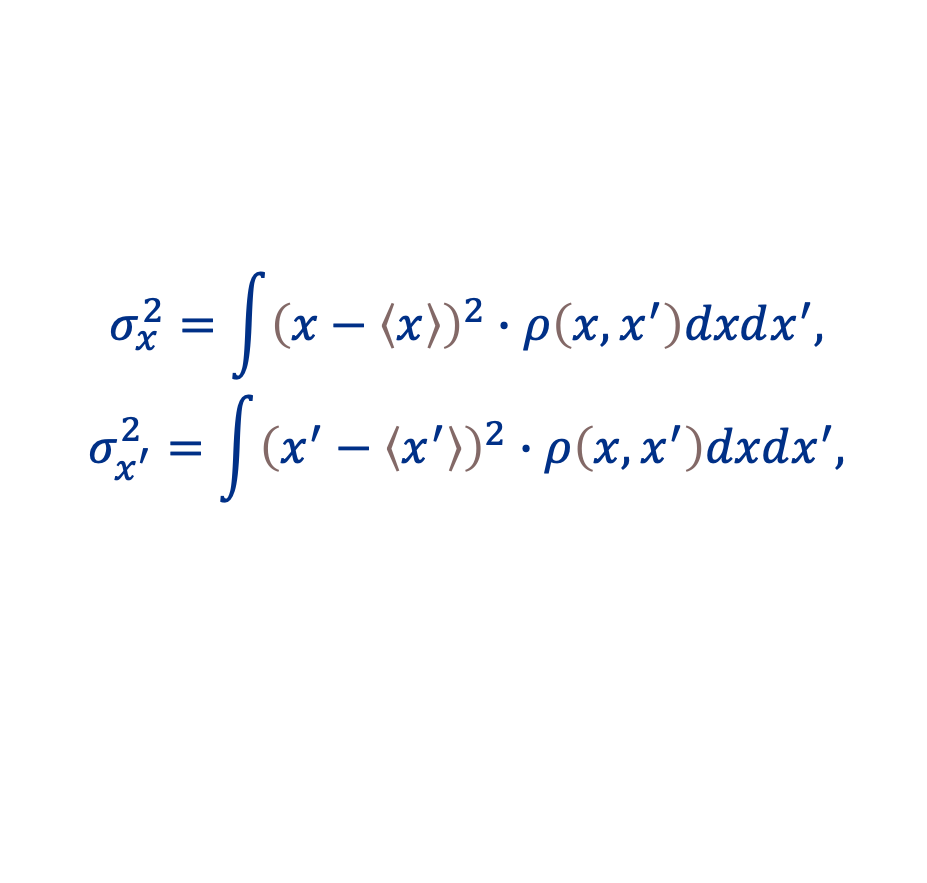 σ_x^2 = ∫(x − ⟨x⟩)^2 · ρ(x, x′)dxdx′,
σ_{x′}^2 = ∫(x′ − ⟨x′⟩)^2 · ρ(x, x′)dxdx′,